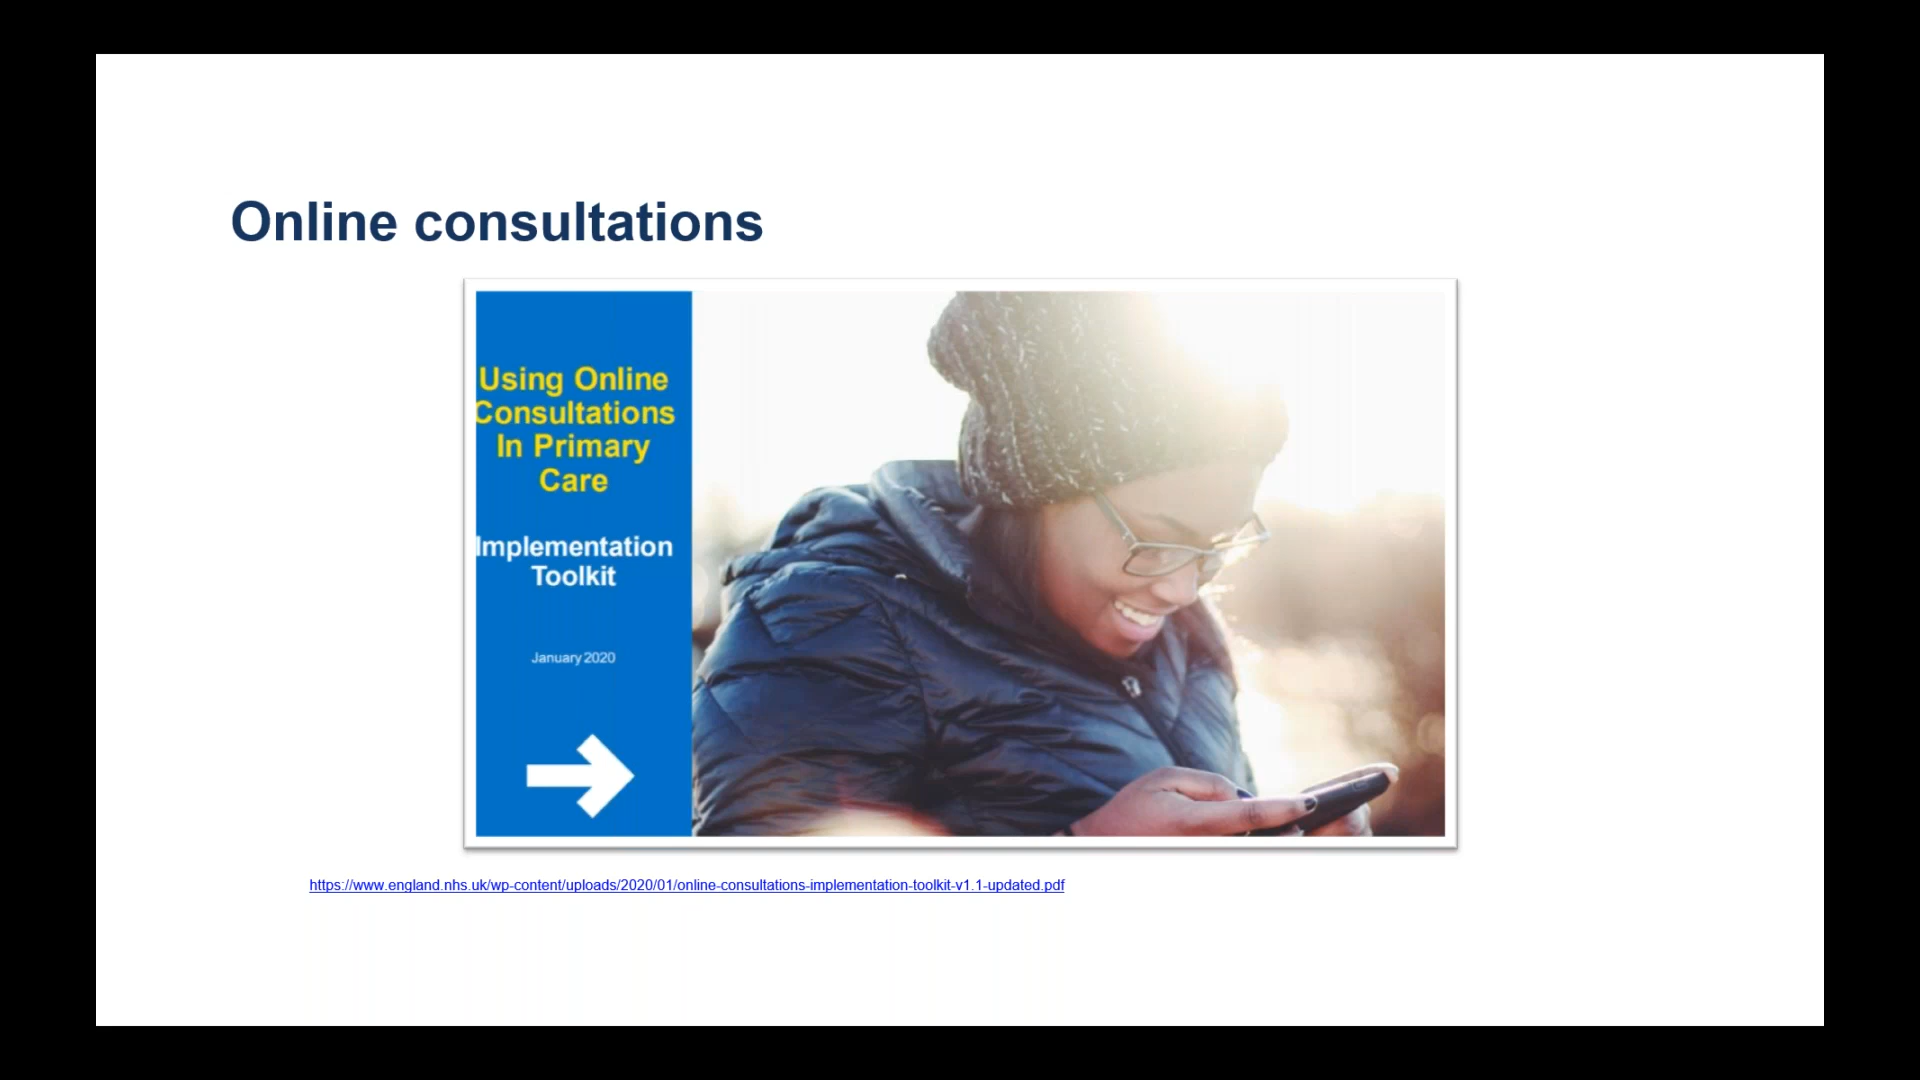 Online consultations
Using Online
Consultations
In Primary
Care
Implementation
Toolkit
January 2020
https://www.england.nhs.uk/wp-content/uploads/2020/01/online-consultations-implementation-toolkit-v1.1-updated.pdf